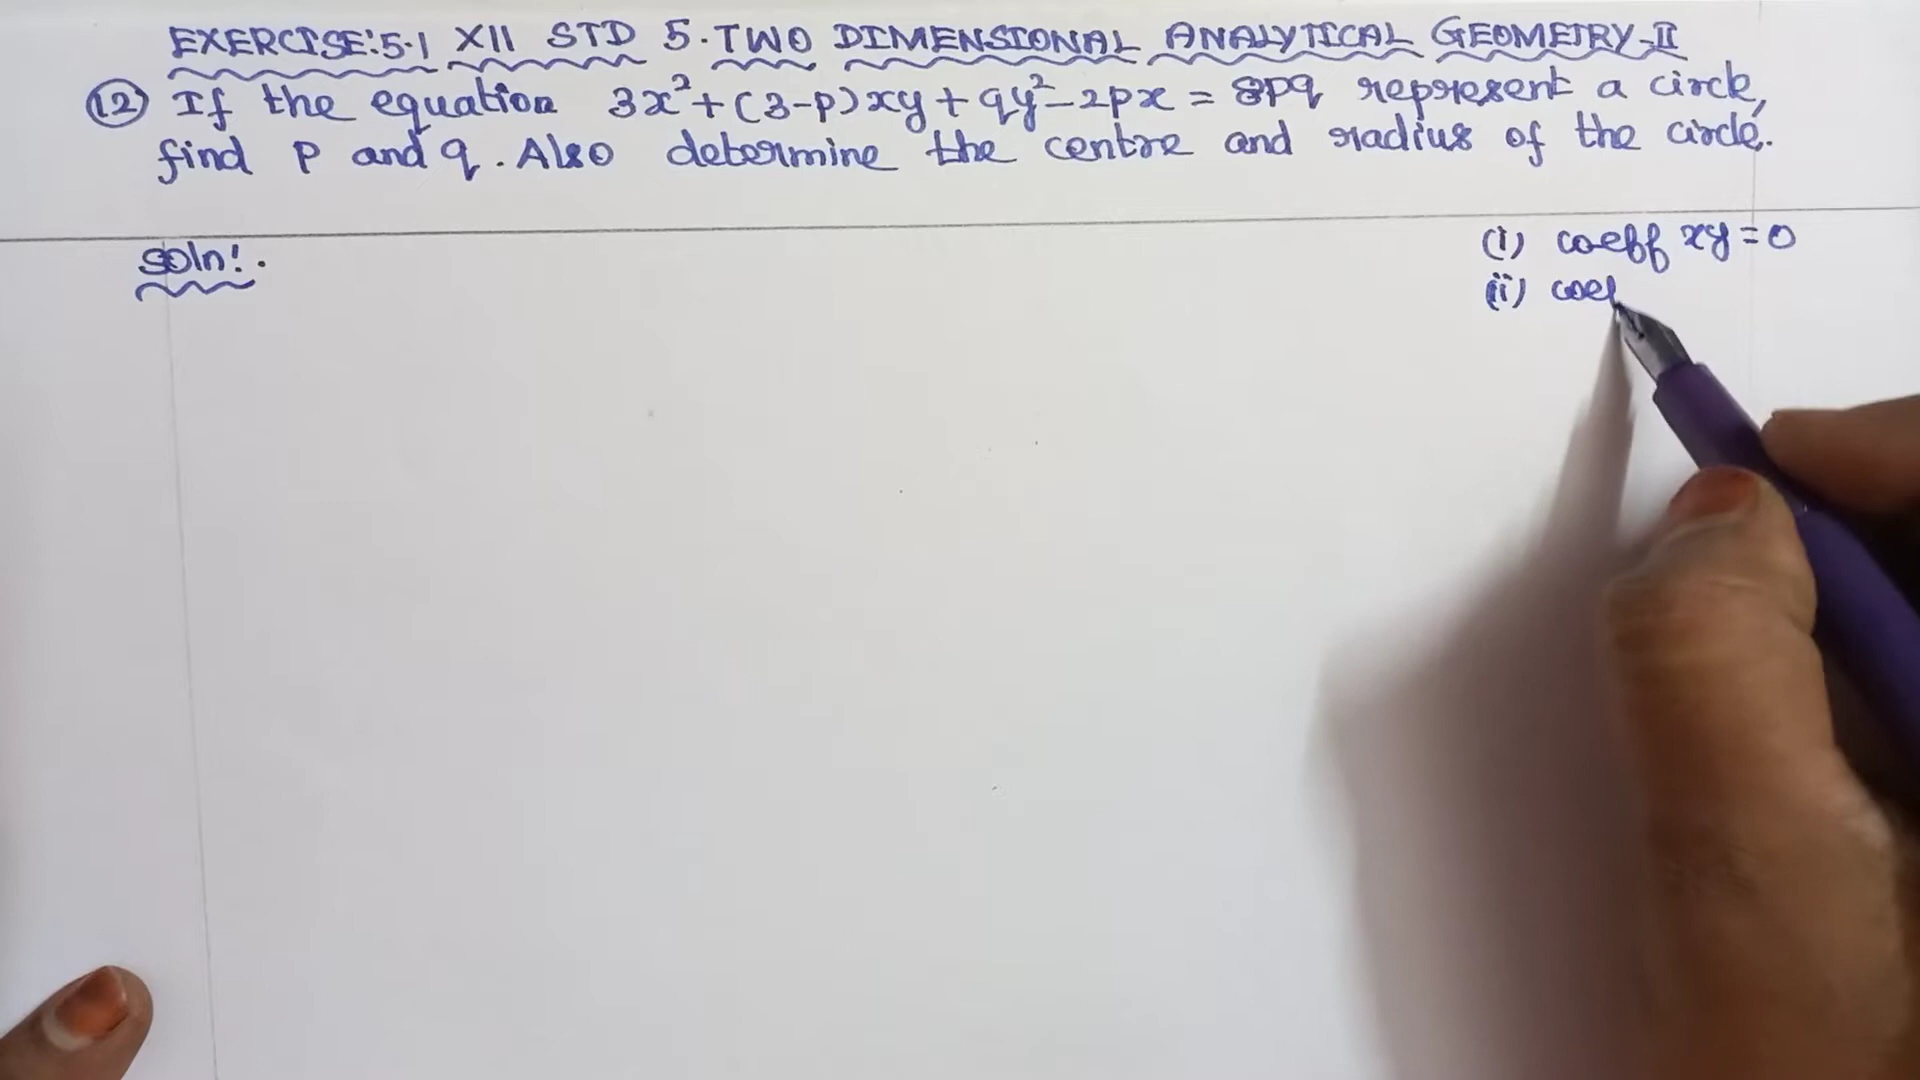 EXERCISE:5.1 XII STD 5.TWO DIMENSIONAL ANALYTICAL GEOMETRY-II
(12) If the equation 3x²+(3-p)xy+qy²-2px = 8pq represent a circle,
find p and q. Also determine the centre and radius of the circle.
Soln:.
(i) coeff xy=0
(ii) coef